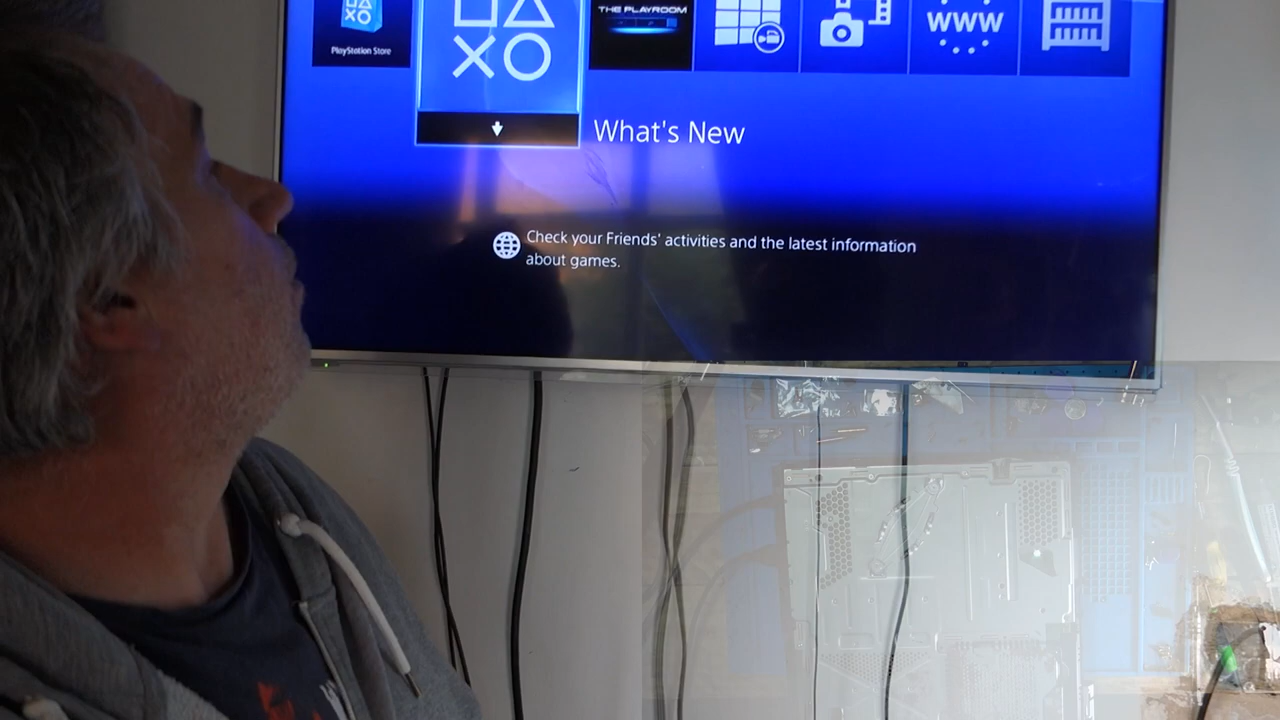 PlayStation Store
THE PLAYROOM
WWW
What's New
Check your Friends' activities and the latest information
about games.